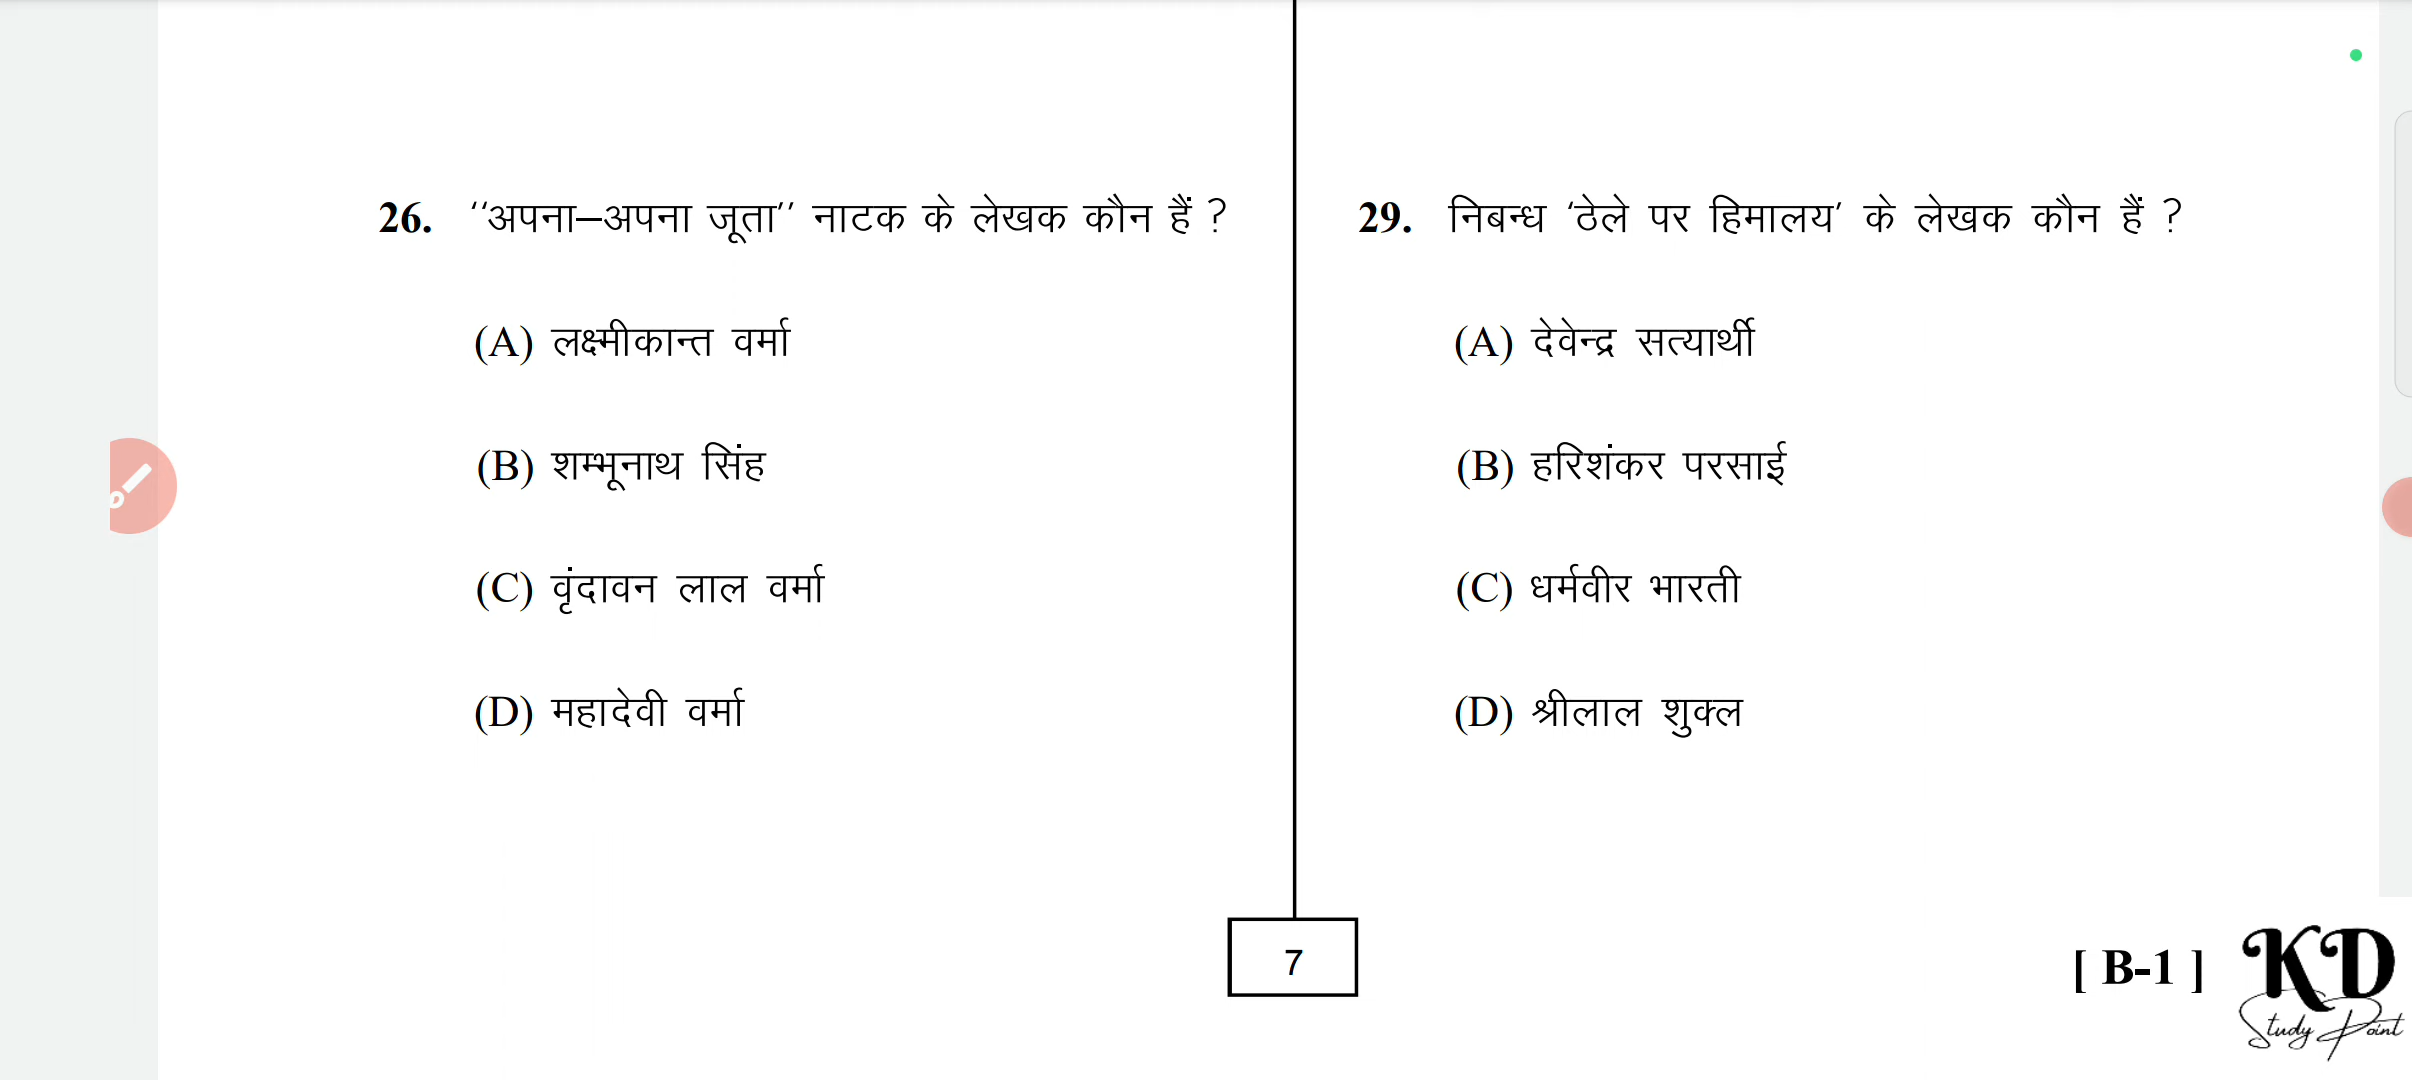 26. ‘‘अपना–अपना जूता’’ नाटक के लेखक कौन हैं ?
(A) लक्ष्मीकान्त वर्मा
(B) शम्भूनाथ सिंह
(C) वृंदावन लाल वर्मा
(D) महादेवी वर्मा
29. निबन्ध ‘ठेले पर हिमालय’ के लेखक कौन हैं ?
(A) देवेन्द्र सत्यार्थी
(B) हरिशंकर परसाई
(C) धर्मवीर भारती
(D) श्रीलाल शुक्ल
7
[ B-1 ]
KD
Study Point